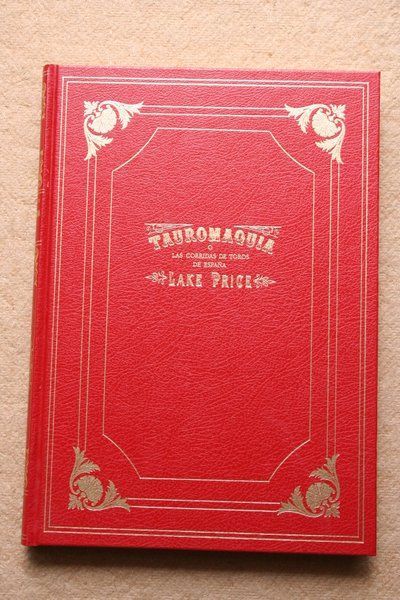 TAUROMAQUIA
O
LAS CORRIDAS DE TOROS
DE ESPAÑA
LAKE PRICE